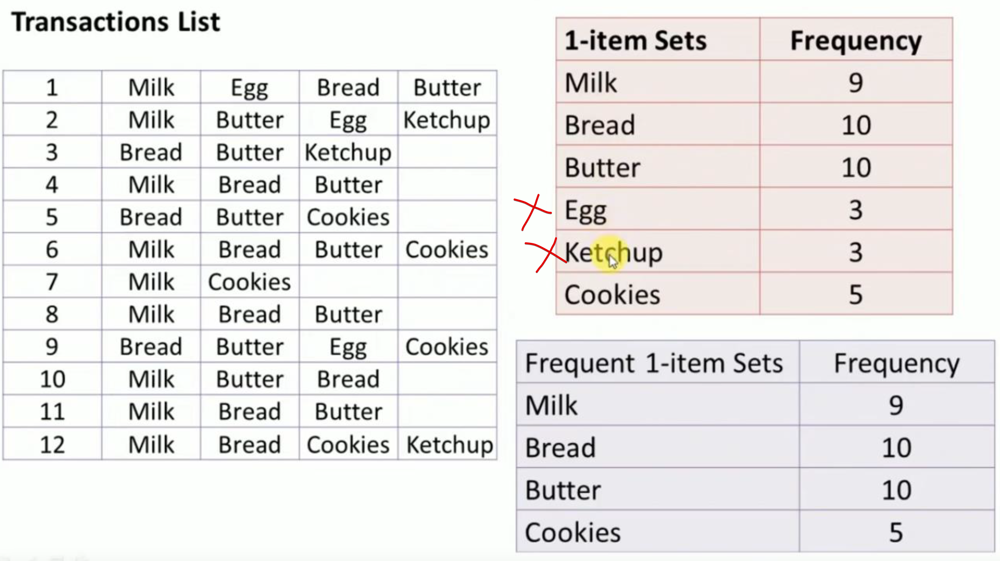 Transactions List
1 Milk Egg Bread Butter
2 Milk Butter Egg Ketchup
3 Bread Butter Ketchup
4 Milk Bread Butter
5 Bread Butter Cookies
6 Milk Bread Butter Cookies
7 Milk Cookies
8 Milk Bread Butter
9 Bread Butter Egg Cookies
10 Milk Butter Bread
11 Milk Bread Butter
12 Milk Bread Cookies Ketchup
1-item Sets Frequency
Milk 9
Bread 10
Butter 10
Egg 3
Ketchup 3
Cookies 5
Frequent 1-item Sets Frequency
Milk 9
Bread 10
Butter 10
Cookies 5